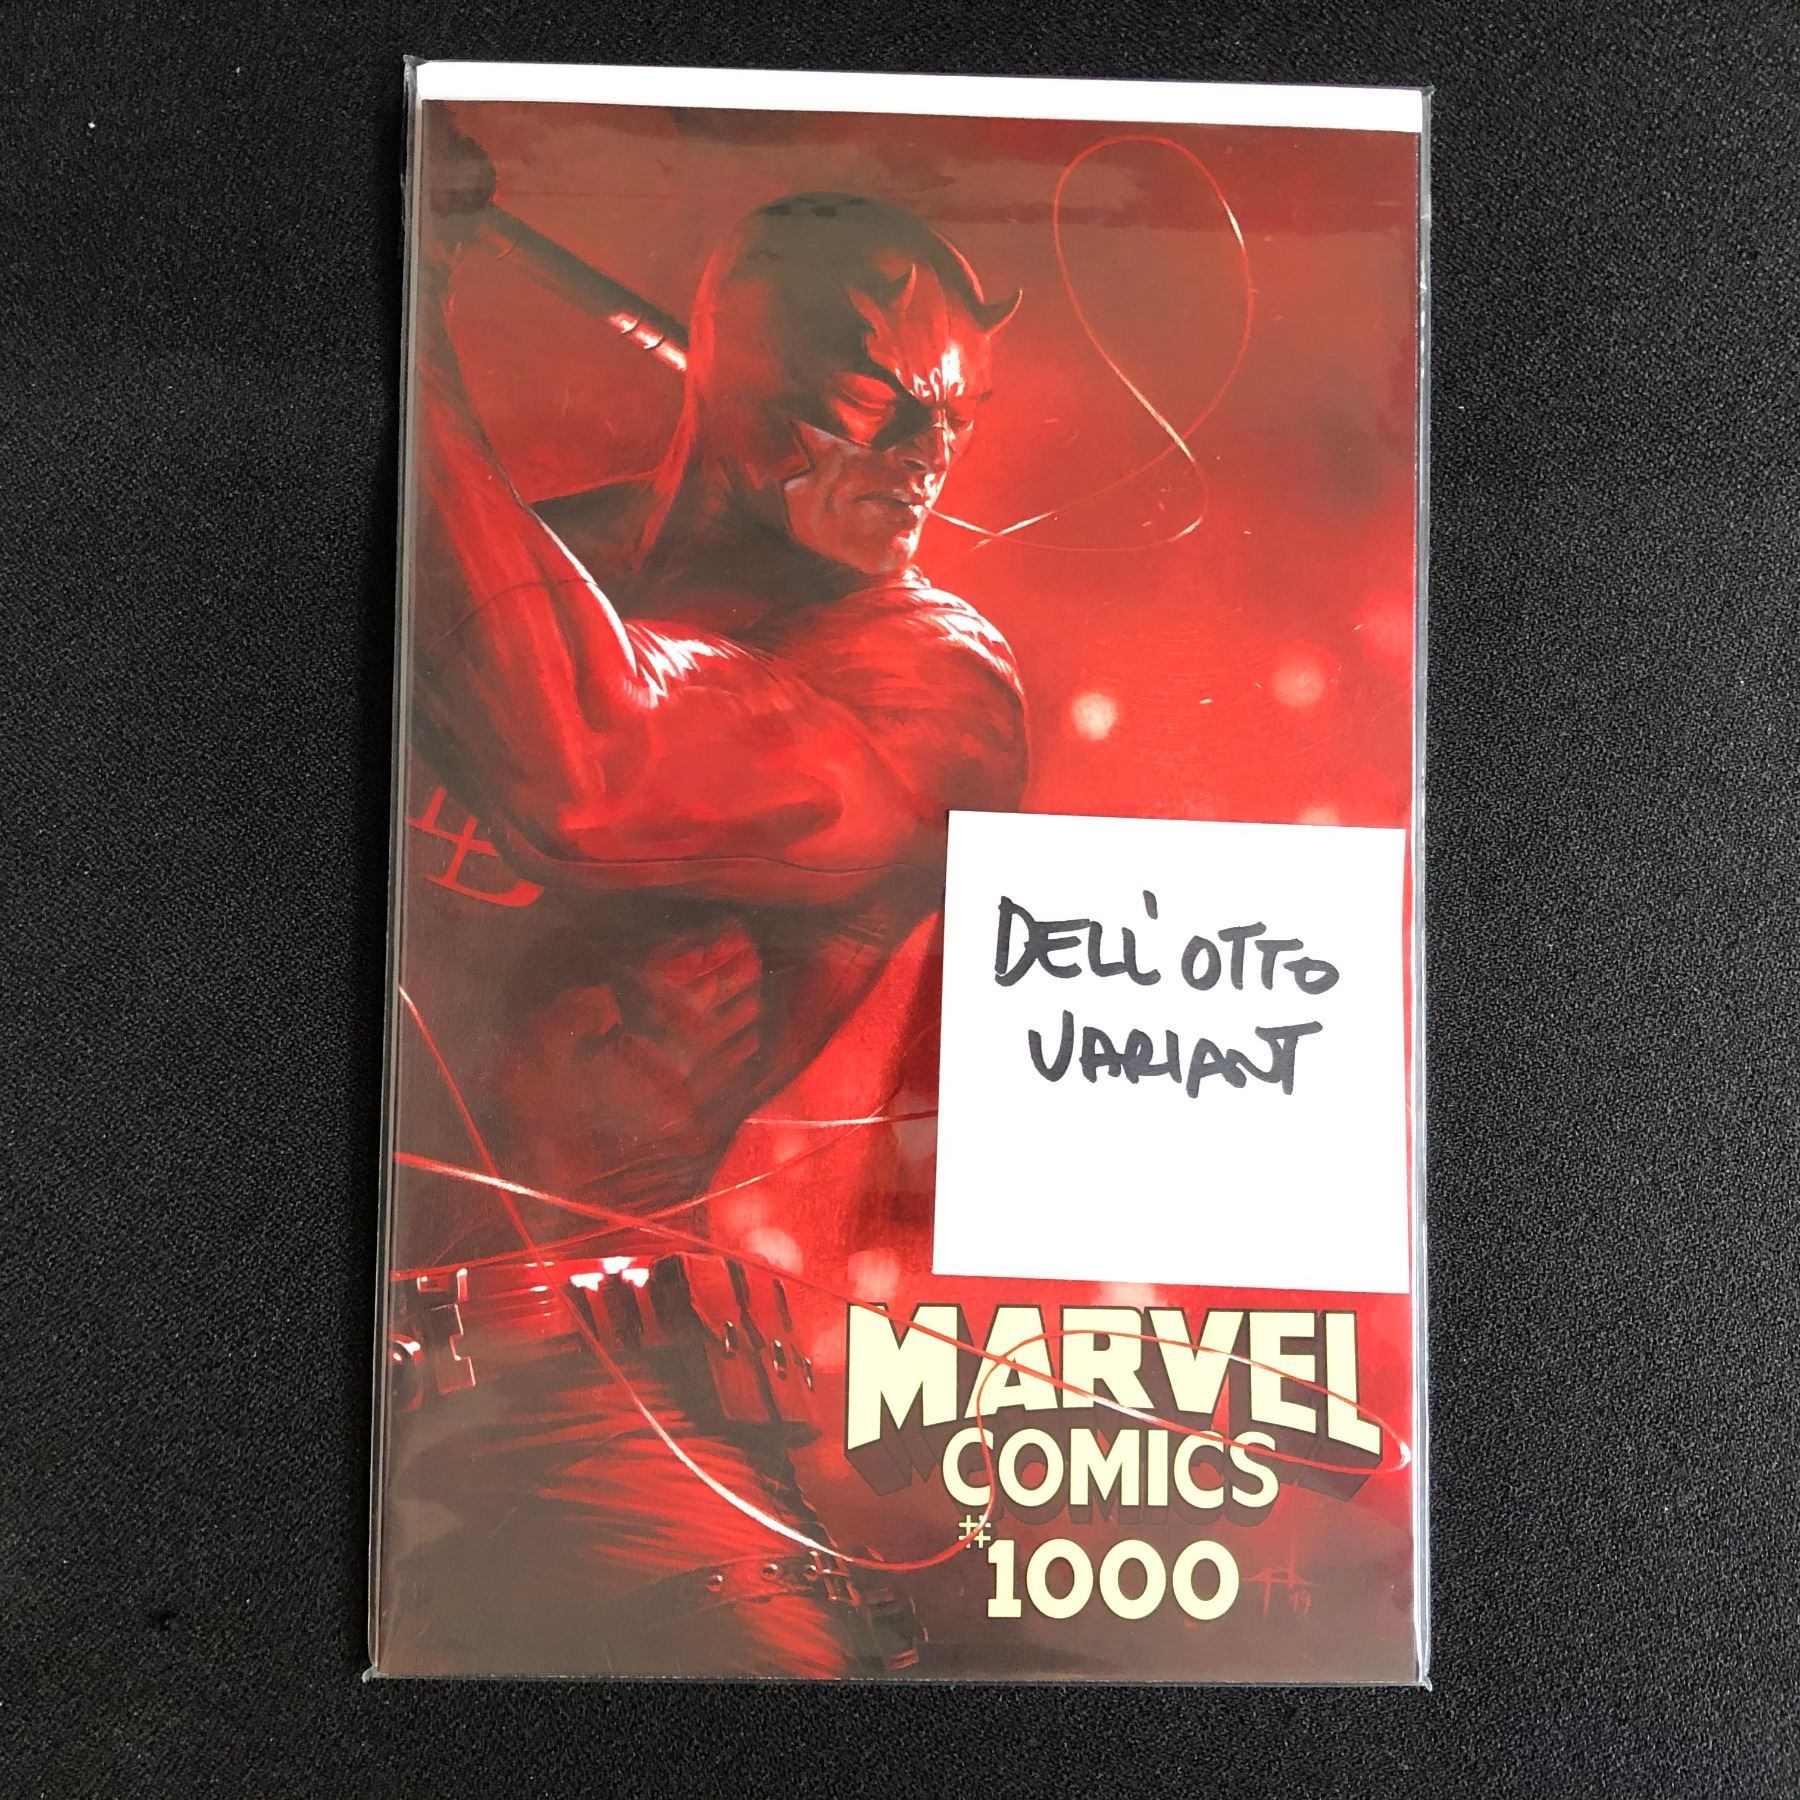 DELL'OTTO
VARIANT
MARVEL
COMICS
#1000